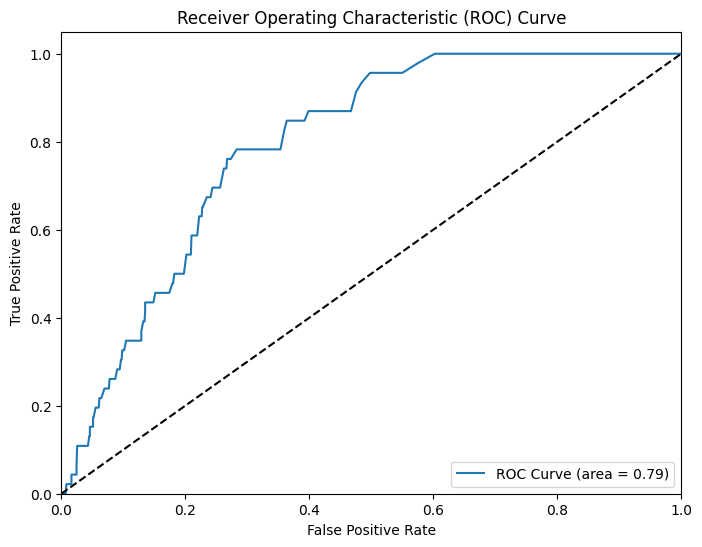 Receiver Operating Characteristic (ROC) Curve
True Positive Rate
1.0
0.8
0.6
0.4
0.2
0.0
ROC Curve (area = 0.79)
0.0 0.2 0.4 0.6 0.8 1.0
False Positive Rate